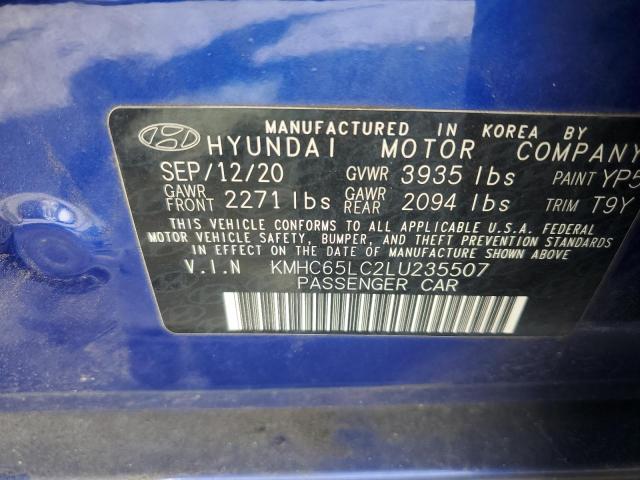 MANUFACTURED IN KOREA BY
HYUNDAI MOTOR COMPANY
SEP/12/20 GVWR 3935 lbs PAINT YP5
GAWR FRONT 2271 lbs GAWR REAR 2094 lbs TRIM T9Y
THIS VEHICLE CONFORMS TO ALL APPLICABLE U.S.A. FEDERAL
MOTOR VEHICLE SAFETY, BUMPER, AND THEFT PREVENTION STANDARDS
IN EFFECT ON THE DATE OF MANUFACTURE SHOWN ABOVE
V.I.N KMHC65LC2LU235507
PASSENGER CAR